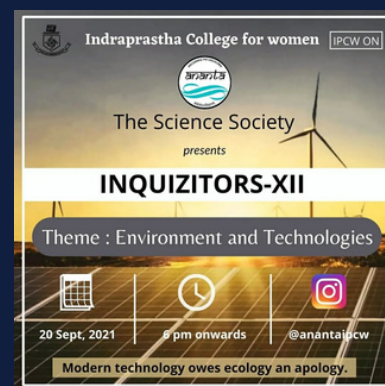 Indraprastha College for women
IPCW ON
ananta
The Science Society
presents
INQUIZITORS-XII
Theme : Environment and Technologies
20 Sept, 2021
6 pm onwards
@anantaipcw
Modern technology owes ecology an apology.